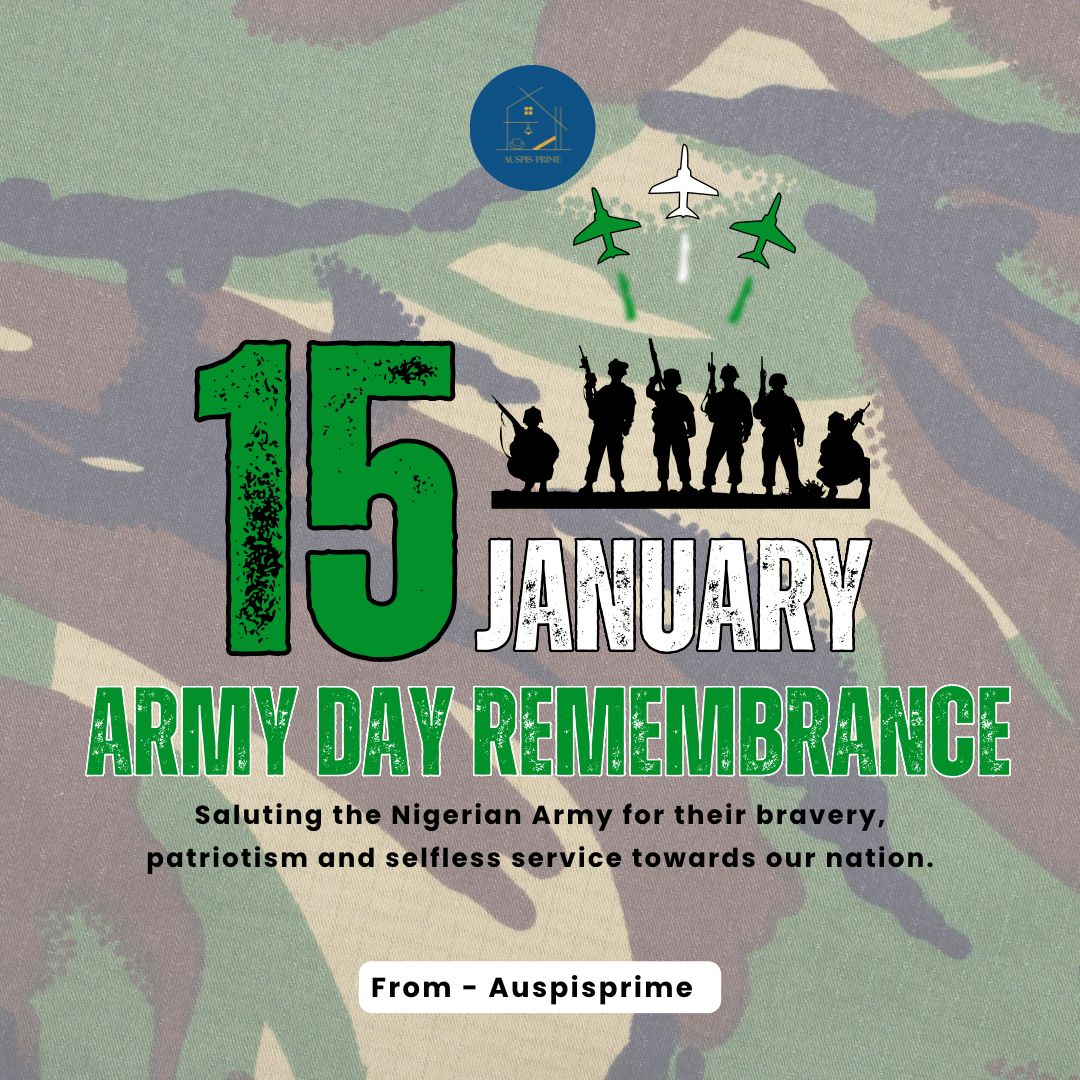 AUSPIS-PRIME
15
JANUARY
ARMY DAY REMEMBRANCE
Saluting the Nigerian Army for their bravery,
patriotism and selfless service towards our nation.
From - Auspisprime